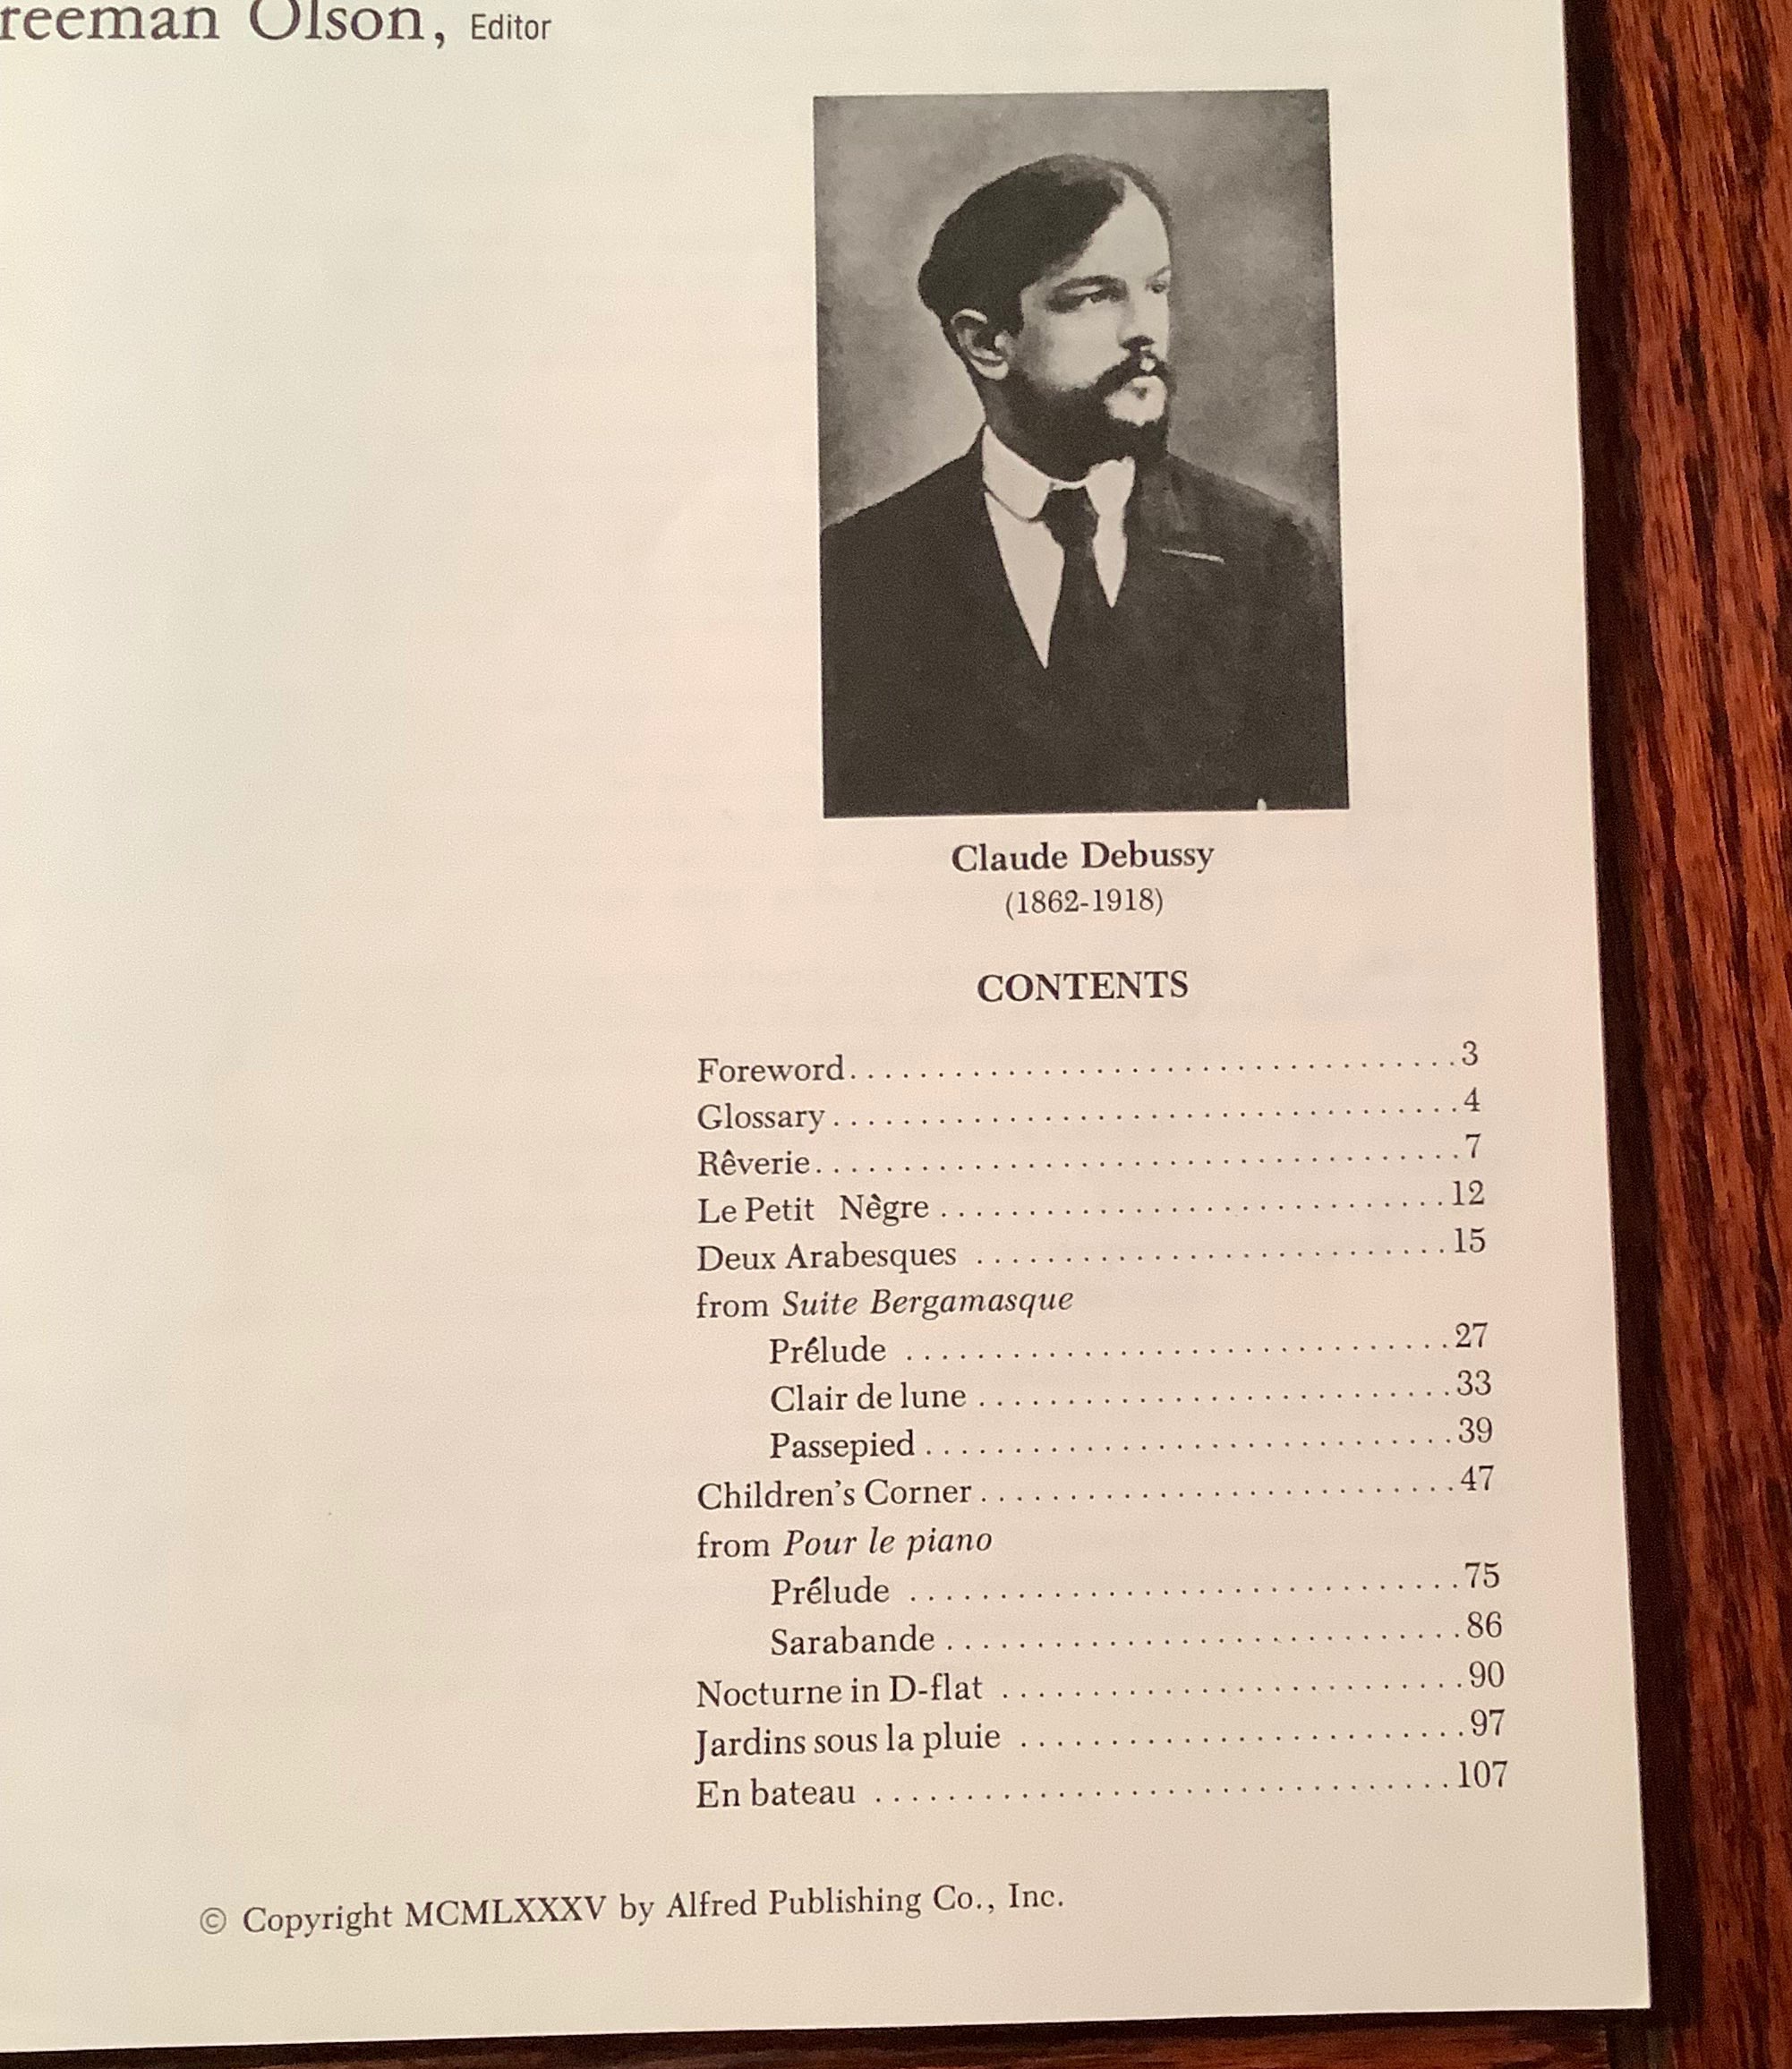 reeman Olson, Editor
Claude Debussy
(1862-1918)
CONTENTS
Foreword. . . . . . . . . . . . . . . . . . . . . . . . . . . . . . . . . . . 3
Glossary. . . . . . . . . . . . . . . . . . . . . . . . . . . . . . . . . . . 4
Rêverie. . . . . . . . . . . . . . . . . . . . . . . . . . . . . . . . . . . 7
Le Petit Nègre . . . . . . . . . . . . . . . . . . . . . . . . . . . . . 12
Deux Arabesques . . . . . . . . . . . . . . . . . . . . . . . . . . . 15
from Suite Bergamasque
Prélude . . . . . . . . . . . . . . . . . . . . . . . . . . . . . . . 27
Clair de lune . . . . . . . . . . . . . . . . . . . . . . . . . . . 33
Passepied . . . . . . . . . . . . . . . . . . . . . . . . . . . . . . 39
Children's Corner . . . . . . . . . . . . . . . . . . . . . . . . . . . 47
from Pour le piano
Prélude . . . . . . . . . . . . . . . . . . . . . . . . . . . . . . . 75
Sarabande . . . . . . . . . . . . . . . . . . . . . . . . . . . . . 86
Nocturne in D-flat . . . . . . . . . . . . . . . . . . . . . . . . . . 90
Jardins sous la pluie . . . . . . . . . . . . . . . . . . . . . . . . . 97
En bateau . . . . . . . . . . . . . . . . . . . . . . . . . . . . . . . . 107
© Copyright MCMLXXXV by Alfred Publishing Co., Inc.